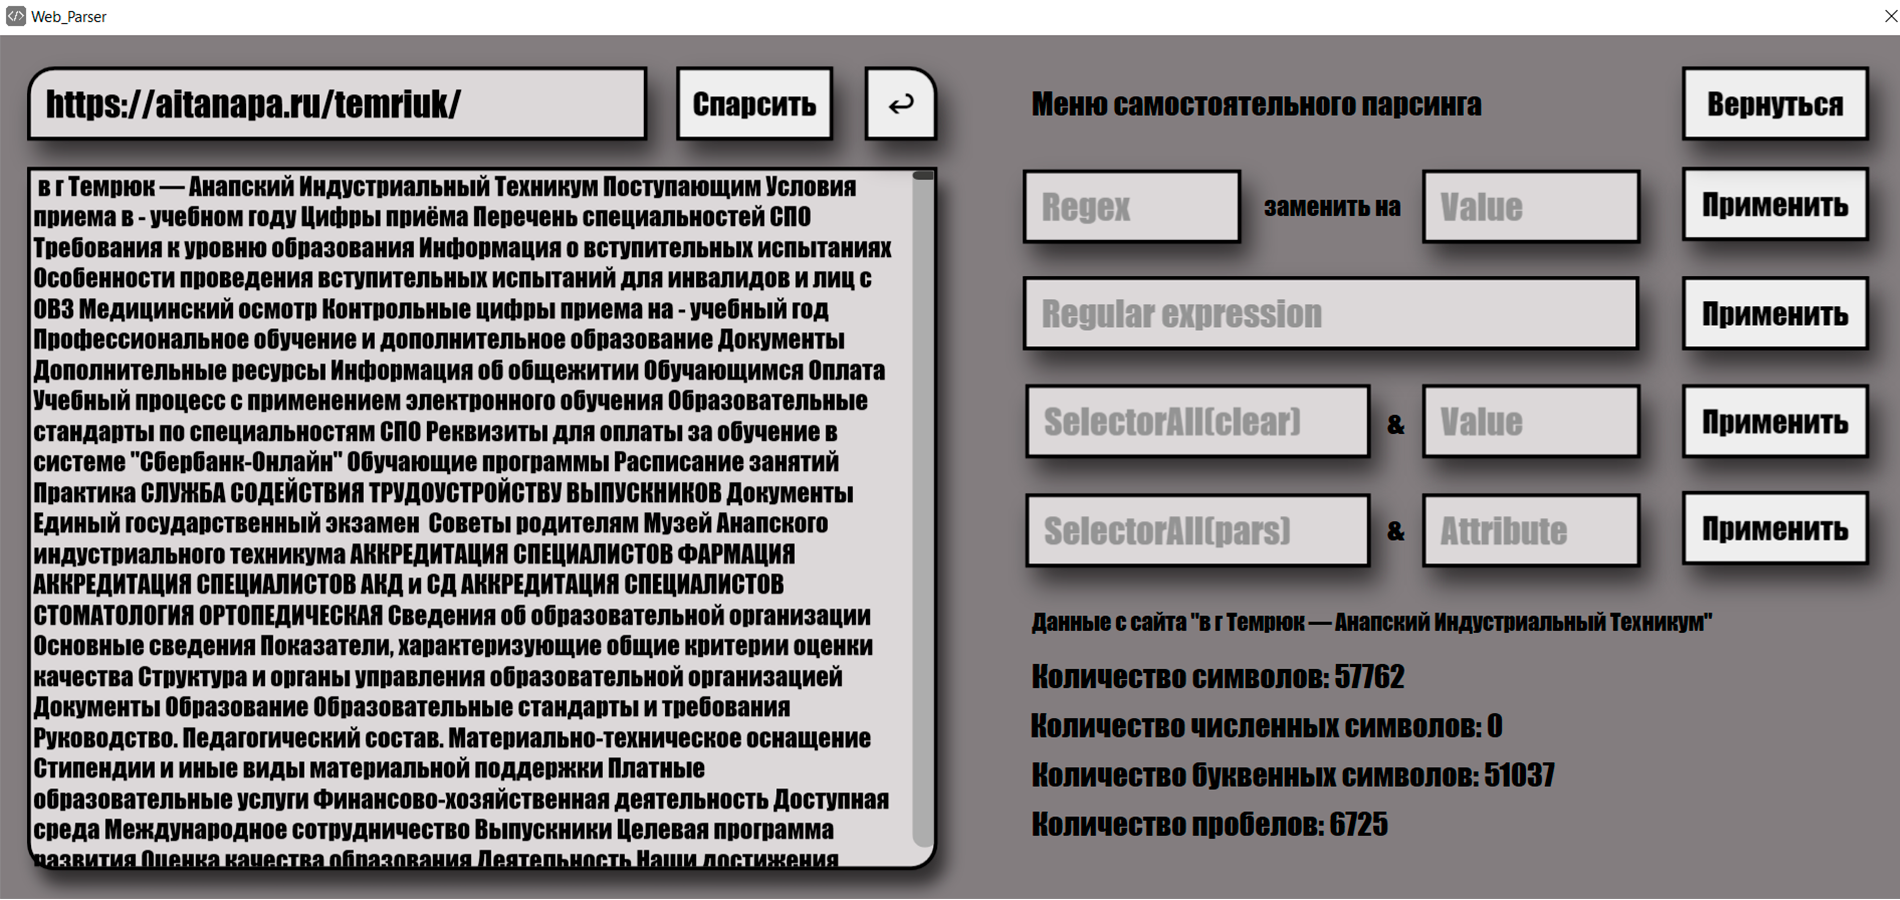 Web_Parser
https://aitanapa.ru/temriuk/
Спарсить
в г Темрюк — Анапский Индустриальный Техникум Поступающим Условия
приема в - учебном году Цифры приёма Перечень специальностей СПО
Требования к уровню образования Информация о вступительных испытаниях
Особенности проведения вступительных испытаний для инвалидов и лиц с
ОВЗ Медицинский осмотр Контрольные цифры приема на - учебный год
Профессиональное обучение и дополнительное образование Документы
Дополнительные ресурсы Информация об общежитии Обучающимся Оплата
Учебный процесс с применением электронного обучения Образовательные
стандарты по специальностям СПО Реквизиты для оплаты за обучение в
системе "Сбербанк-Онлайн" Обучающие программы Расписание занятий
Практика СЛУЖБА СОДЕЙСТВИЯ ТРУДОУСТРОЙСТВУ ВЫПУСКНИКОВ Документы
Единый государственный экзамен Советы родителям Музей Анапского
индустриального техникума АККРЕДИТАЦИЯ СПЕЦИАЛИСТОВ ФАРМАЦИЯ
АККРЕДИТАЦИЯ СПЕЦИАЛИСТОВ АКД и СД АККРЕДИТАЦИЯ СПЕЦИАЛИСТОВ
СТОМАТОЛОГИЯ ОРТОПЕДИЧЕСКАЯ Сведения об образовательной организации
Основные сведения Показатели, характеризующие общие критерии оценки
качества Структура и органы управления образовательной организацией
Документы Образование Образовательные стандарты и требования
Руководство. Педагогический состав. Материально-техническое оснащение
Стипендии и иные виды материальной поддержки Платные
образовательные услуги Финансово-хозяйственная деятельность Доступная
среда Международное сотрудничество Выпускники Целевая программа
развития Оценка качества образования Деятельность Наши достижения
Меню самостоятельного парсинга
Вернуться
Regex
заменить на
Value
Применить
Regular expression
Применить
SelectorAll(clear)
&
Value
Применить
SelectorAll(pars)
&
Attribute
Применить
Данные с сайта "в г Темрюк — Анапский Индустриальный Техникум"
Количество символов: 57762
Количество численных символов: 0
Количество буквенных символов: 51037
Количество пробелов: 6725